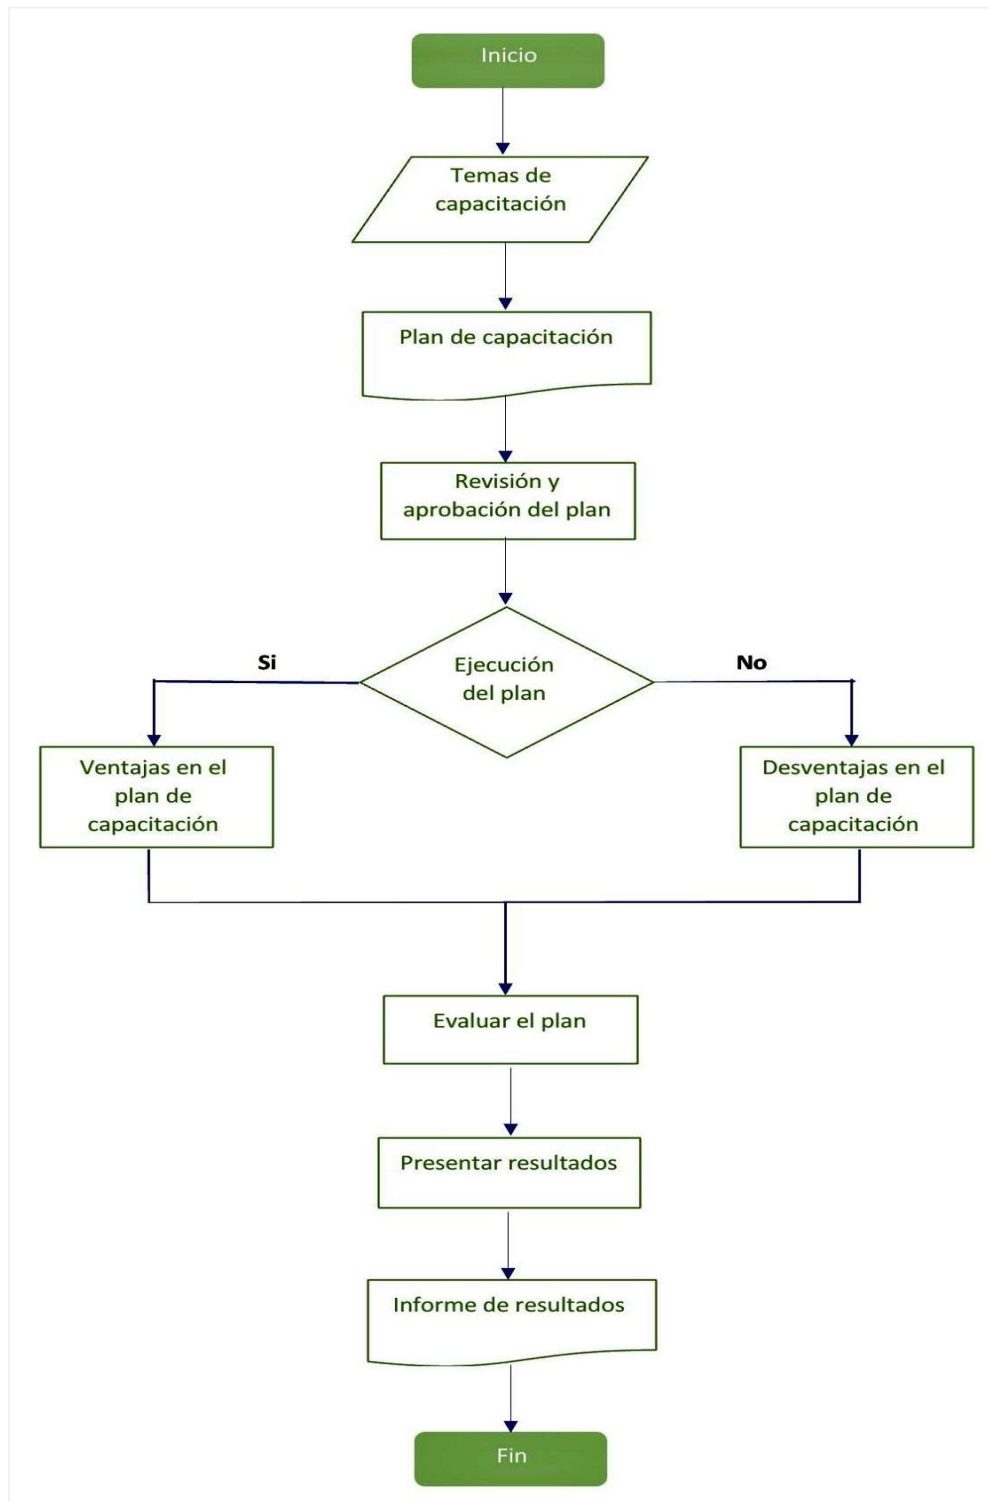 Inicio
Temas de
capacitación
Plan de capacitación
Revisión y
aprobación del plan
Ejecución
del plan
Si
No
Ventajas en el
plan de
capacitación
Desventajas en el
plan de
capacitación
Evaluar el plan
Presentar resultados
Informe de resultados
Fin